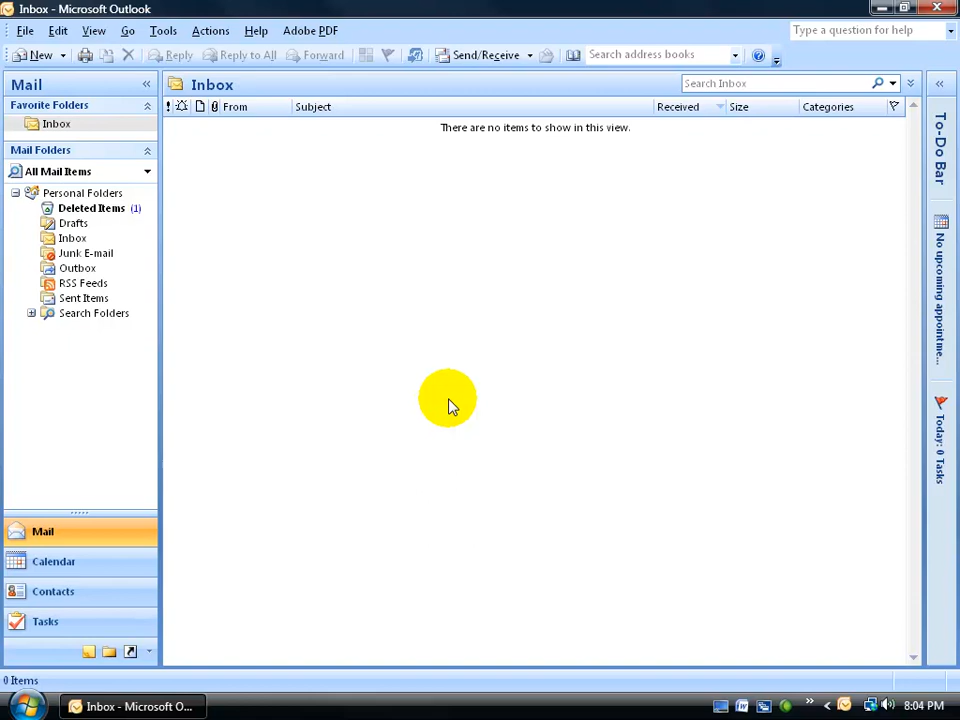 Inbox - Microsoft Outlook
File Edit View Go Tools Actions Help Adobe PDF Type a question for help
New Reply Reply to All Forward Send/Receive Search address books
Mail « Inbox Search Inbox
Favorite Folders
! From Subject Received Size Categories
Inbox
There are no items to show in this view.
Mail Folders
All Mail Items
Personal Folders
Deleted Items (1)
Drafts
Inbox
Junk E-mail
Outbox
RSS Feeds
Sent Items
Search Folders
To-Do Bar
No upcoming appointme...
Today: 0 Tasks
Mail
Calendar
Contacts
Tasks
0 Items
Inbox - Microsoft O... 8:04 PM